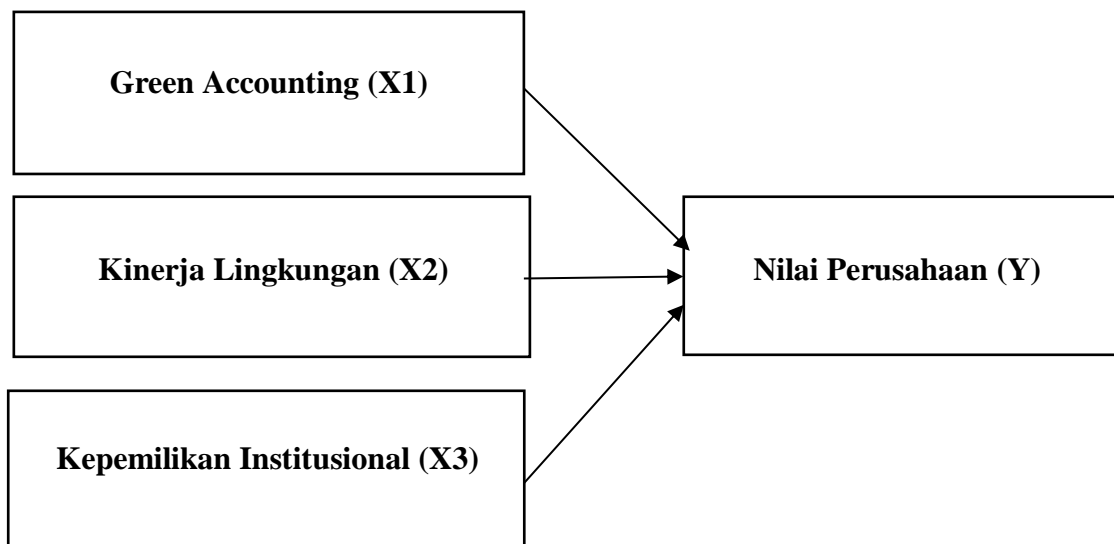 Green Accounting (X1)
Kinerja Lingkungan (X2)
Nilai Perusahaan (Y)
Kepemilikan Institusional (X3)